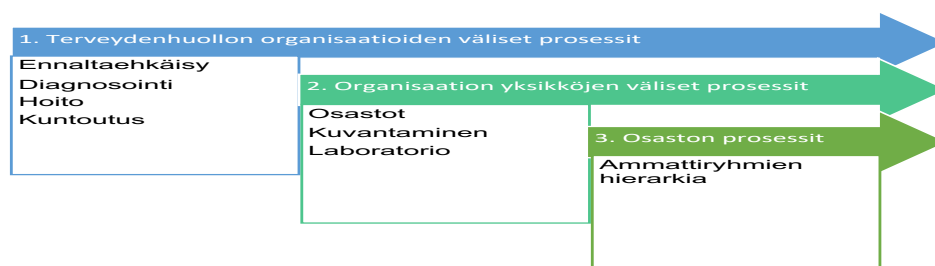 1. Terveydenhuollon organisaatioiden väliset prosessit
Ennaltaehkäisy
Diagnosointi
Hoito
Kuntoutus
2. Organisaation yksikköjen väliset prosessit
Osastot
Kuvantaminen
Laboratorio
3. Osaston prosessit
Ammattiryhmien
hierarkia